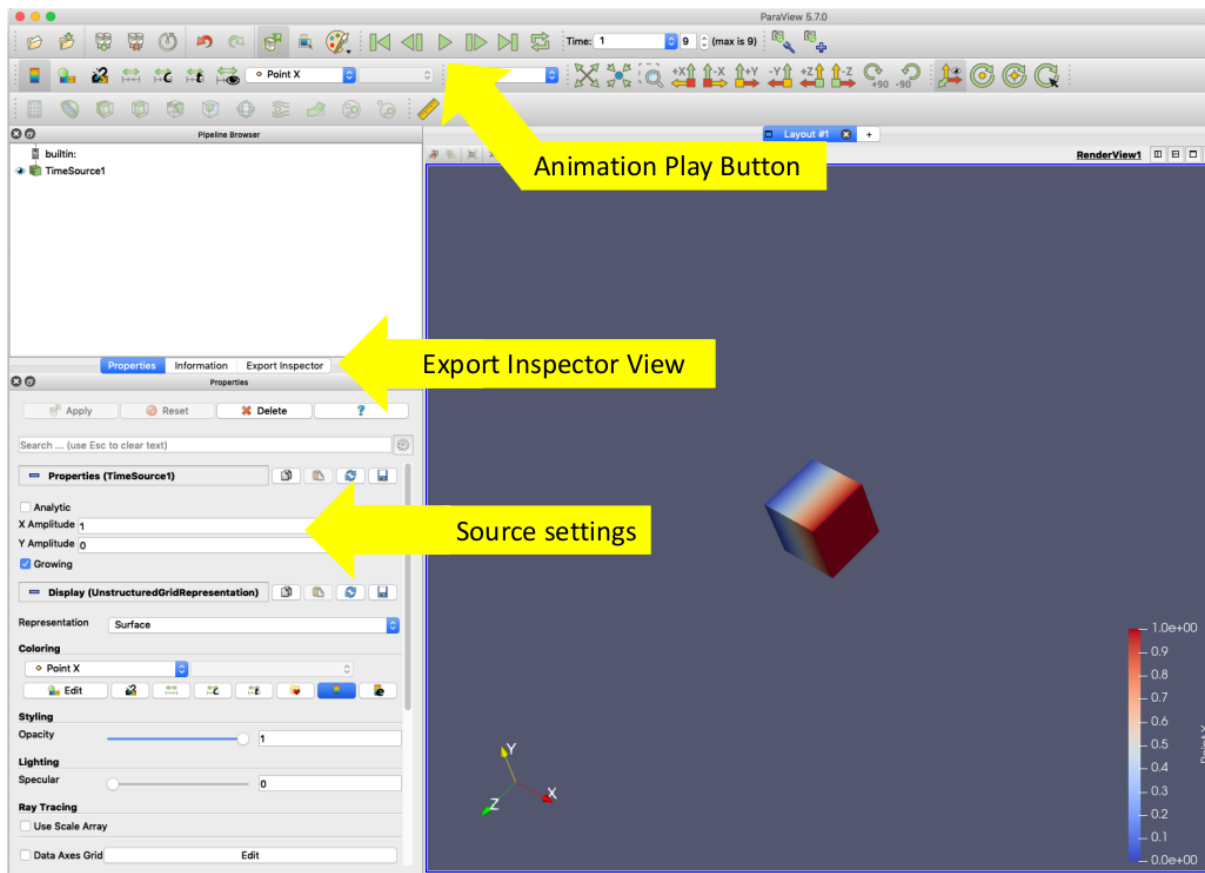 ParaView 5.7.0
Time: 1 9 (max is 9)
Point X +X -X +Y -Y +Z -Z +90 -90
Pipeline Browser Layout #1 +
builtin: RenderView1
TimeSource1
Animation Play Button
Properties Information Export Inspector
Export Inspector View
Properties
Apply Reset Delete ?
Search ... (use Esc to clear text)
Properties (TimeSource1)
Analytic
X Amplitude 1
Source settings
Y Amplitude 0
Growing
Display (UnstructuredGridRepresentation)
Representation Surface
Coloring
Point X
Edit
Styling
Opacity 1
Lighting
Specular 0
Ray Tracing
Use Scale Array
Data Axes Grid Edit
Y
X
Z
1.0e+00
0.9
0.8
0.7
0.6
0.5
0.4
0.3
0.2
0.1
0.0e+00
Point X